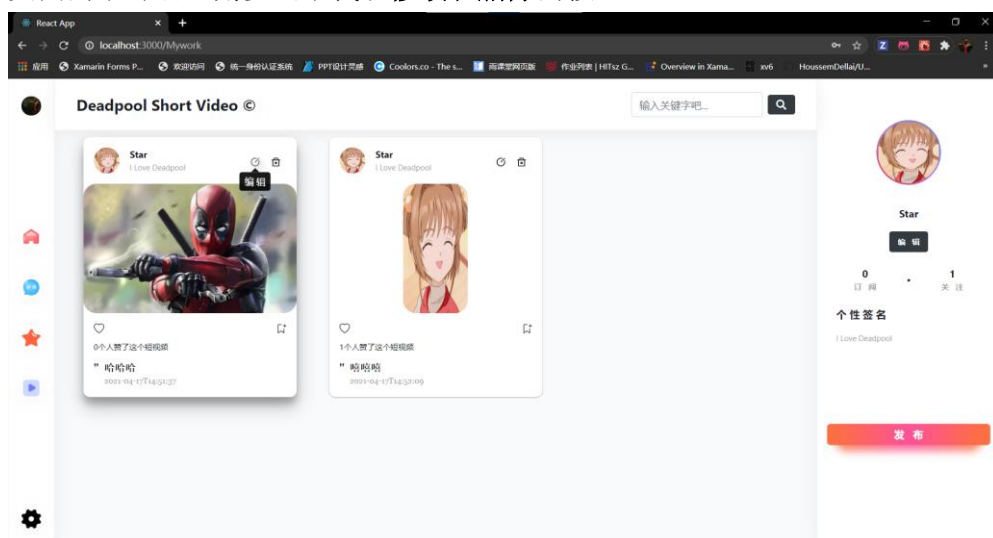 React App
localhost:3000/Mywork
应用 Xamarin Forms P... 欢迎访问 统一身份认证系统 PPT设计灵感 Coolors.co - The s... 雨课堂网页版 作业列表 | HITsz G... Overview in Xama... xv6 HoussemDellai/U...
Deadpool Short Video ©
输入关键字吧...
Star
I Love Deadpool
编辑
0个人赞了这个短视频
" 哈哈哈
2021-04-17T14:51:37
Star
I Love Deadpool
1个人赞了这个短视频
" 嘻嘻嘻
2021-04-17T14:52:09
Star
编 辑
0 • 1
订 阅 关 注
个 性 签 名
I Love Deadpool
发 布